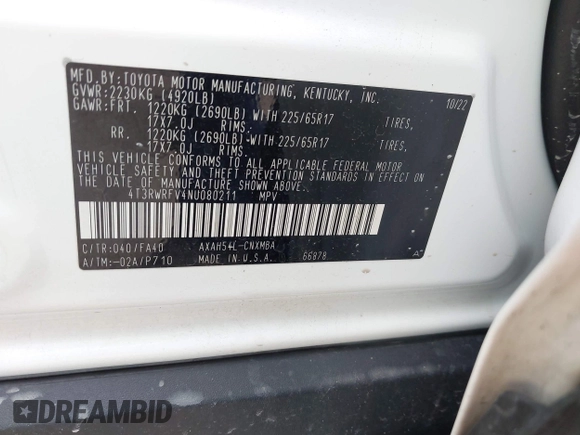 MFD.BY:TOYOTA MOTOR MANUFACTURING, KENTUCKY, INC.
GVWR:2230KG (4920LB) 10/22
GAWR:FRT. 1220KG (2690LB) WITH 225/65R17 TIRES,
17X7.0J RIMS.
RR. 1220KG (2690LB) WITH 225/65R17 TIRES,
17X7.0J RIMS.
THIS VEHICLE CONFORMS TO ALL APPLICABLE FEDERAL MOTOR
VEHICLE SAFETY AND THEFT PREVENTION STANDARDS IN EFFECT ON THE
DATE OF MANUFACTURE SHOWN ABOVE.
4T3RWRFV4NU080211 MPV
C/TR:040/FA40 AXAH54L-CNXMBA A
A/TM:-02A/P710 MADE IN U.S.A. 66878
DREAMBID